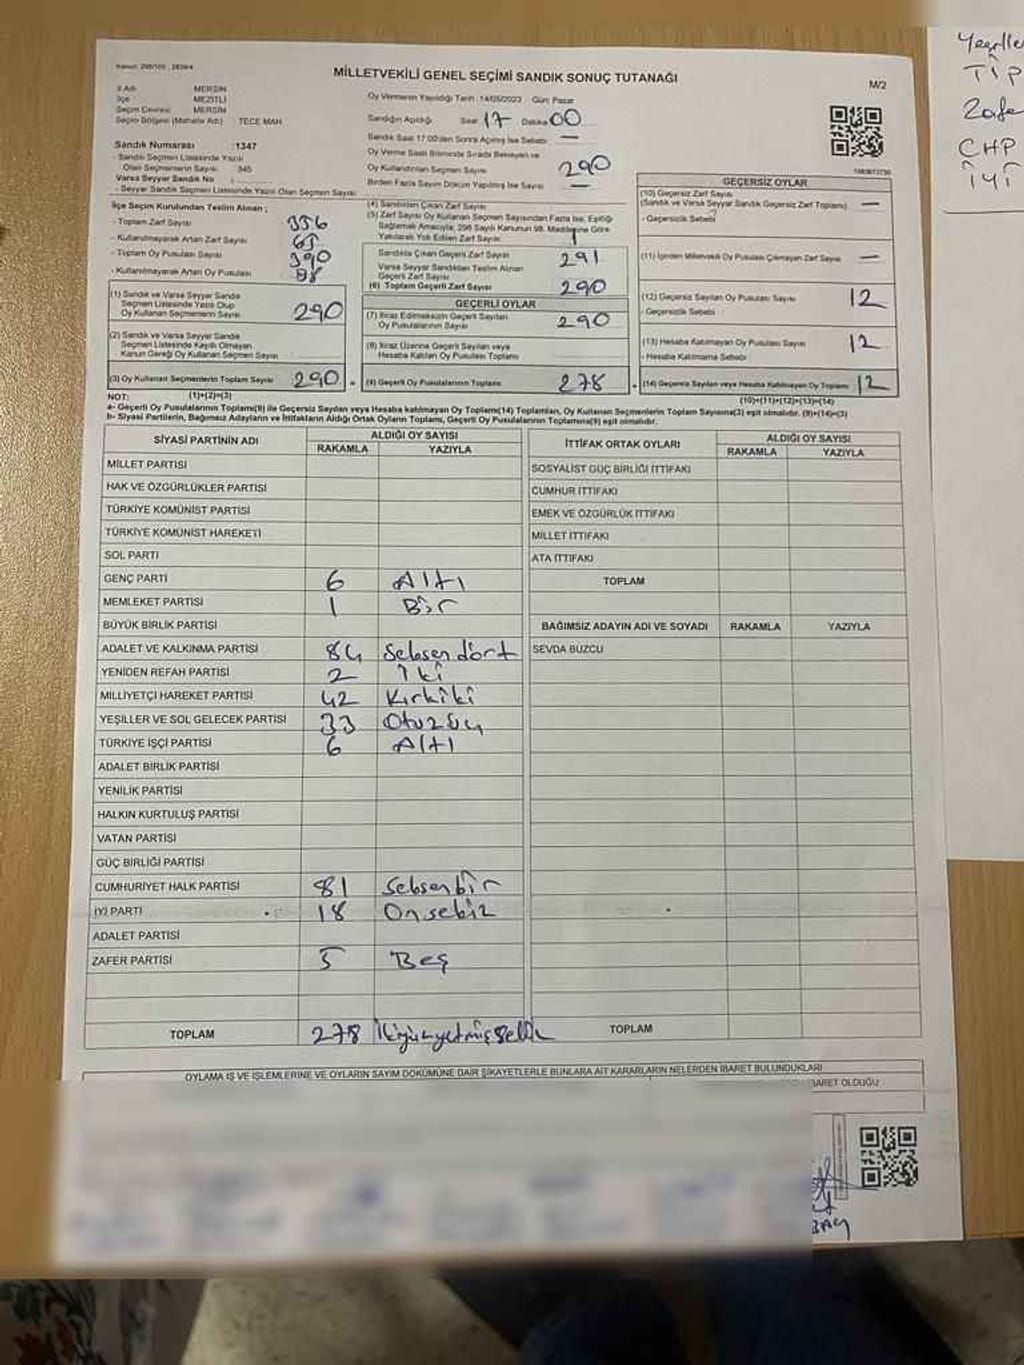 MİLLETVEKİLİ GENEL SEÇİMİ SANDIK SONUÇ TUTANAĞI
M/2
İl Adı : MERSİN
İlçe : MEZİTLİ
Seçim Çevresi : MERSİN
Seçim Bölgesi (Mahalle Adı) : TECE MAH
Sandık Numarası : 1347
- Sandık Seçmen Listesinde Yazılı
Olan Seçmenlerin Sayısı : 345
Varsa Seyyar Sandık No :
- Seyyar Sandık Seçmen Listesinde Yazılı Olan Seçmen Sayısı :
Oy Vermenin Yapıldığı Tarih : 14/05/2023 Gün: Pazar
Sandığın Açıldığı Saat 17 Dakika 00
Sandık Saat 17:00'den Sonra Açılmış İse Sebebi : —
Oy Verme Saati Bitiminde Sırada Bekleyen ve
Oy Kullandırılan Seçmen Sayısı 290
Birden Fazla Sayım Döküm Yapılmış İse Sayısı —
İlçe Seçim Kurulundan Teslim Alınan ;
- Toplam Zarf Sayısı 356
- Kullanılmayarak Artan Zarf Sayısı 65
- Toplam Oy Pusulası Sayısı 390
- Kullanılmayarak Artan Oy Pusulası 98
(1) Sandık ve Varsa Seyyar Sandık
Seçmen Listesinde Yazılı Olup
Oy Kullanan Seçmenlerin Sayısı 290
(2) Sandık ve Varsa Seyyar Sandık
Seçmen Listesinde Kayıtlı Olmayan
Kanun Gereği Oy Kullanan Seçmen Sayısı
(3) Oy Kullanan Seçmenlerin Toplam Sayısı 290
(1)+(2)=(3)
(4) Sandıktan Çıkan Zarf Sayısı
(5) Zarf Sayısı Oy Kullanan Seçmen Sayısından Fazla İse, Eşitliği
Sağlamak Amacıyla, 298 Sayılı Kanunun 98. Maddesine Göre
Yakılarak Yok Edilen Zarf Sayısı 1
Sandıkta Çıkan Geçerli Zarf Sayısı 291
Varsa Seyyar Sandıktan Teslim Alınan
Geçerli Zarf Sayısı
(6) Toplam Geçerli Zarf Sayısı 290
GEÇERLİ OYLAR
(7) İtiraz Edilmeksizin Geçerli Sayılan
Oy Pusulalarının Sayısı 290
(8) İtiraz Üzerine Geçerli Sayılan veya
Hesaba Katılan Oy Pusulası Toplamı
(9) Geçerli Oy Pusulalarının Toplamı 278
GEÇERSİZ OYLAR
(10) Geçersiz Zarf Sayısı
(Sandık ve Varsa Seyyar Sandık Geçersiz Zarf Toplamı) —
- Geçersizlik Sebebi
(11) İçinden Milletvekili Oy Pusulası Çıkmayan Zarf Sayısı —
(12) Geçersiz Sayılan Oy Pusulası Sayısı 12
- Geçersizlik Sebebi
(13) Hesaba Katılmayan Oy Pusulası Sayısı 12
- Hesaba Katılmama Sebebi
(14) Geçersiz Sayılan veya Hesaba Katılmayan Oy Toplamı 12
(10)+(11)+(12)+(13)=(14)
NOT:
a- Geçerli Oy Pusulalarının Toplamı(9) ile Geçersiz Sayılan veya Hesaba katılmayan Oy Toplamı(14) Toplamları, Oy Kullanan Seçmenlerin Toplam Sayısına(3) eşit olmalıdır. (9)+(14)=(3)
b- Siyasi Partilerin, Bağımsız Adayların ve İttifakların Aldığı Ortak Oyların Toplamı, Geçerli Oy Pusulalarının Toplamına(9) eşit olmalıdır.
SİYASİ PARTİNİN ADI ALDIĞI OY SAYISI
RAKAMLA YAZIYLA
MİLLET PARTİSİ
HAK VE ÖZGÜRLÜKLER PARTİSİ
TÜRKİYE KOMÜNİST PARTİSİ
TÜRKİYE KOMÜNİST HAREKETİ
SOL PARTİ
GENÇ PARTİ 6 Altı
MEMLEKET PARTİSİ 1 Bir
BÜYÜK BİRLİK PARTİSİ
ADALET VE KALKINMA PARTİSİ 84 Seksen dört
YENİDEN REFAH PARTİSİ 2 İki
MİLLİYETÇİ HAREKET PARTİSİ 42 Kırkiki
YEŞİLLER VE SOL GELECEK PARTİSİ 33 Otuzüç
TÜRKİYE İŞÇİ PARTİSİ 6 Altı
ADALET BİRLİK PARTİSİ
YENİLİK PARTİSİ
HALKIN KURTULUŞ PARTİSİ
VATAN PARTİSİ
GÜÇ BİRLİĞİ PARTİSİ
CUMHURİYET HALK PARTİSİ 81 Seksenbir
İYİ PARTİ 18 Onsekiz
ADALET PARTİSİ
ZAFER PARTİSİ 5 Beş
TOPLAM 278
İTTİFAK ORTAK OYLARI ALDIĞI OY SAYISI
RAKAMLA YAZIYLA
SOSYALİST GÜÇ BİRLİĞİ İTTİFAKI
CUMHUR İTTİFAKI
EMEK VE ÖZGÜRLÜK İTTİFAKI
MİLLET İTTİFAKI
ATA İTTİFAKI
TOPLAM
BAĞIMSIZ ADAYIN ADI VE SOYADI RAKAMLA YAZIYLA
SEVDA BUZCU
TOPLAM
OYLAMA İŞ VE İŞLEMLERİNE VE OYLARIN SAYIM DÖKÜMÜNE DAİR ŞİKAYETLERLE BUNLARA AİT KARARLARIN NELERDEN İBARET BULUNDUKLARI
BARET OLDUĞU
Yeşille
TİP
Zafe
CHP
İYİ